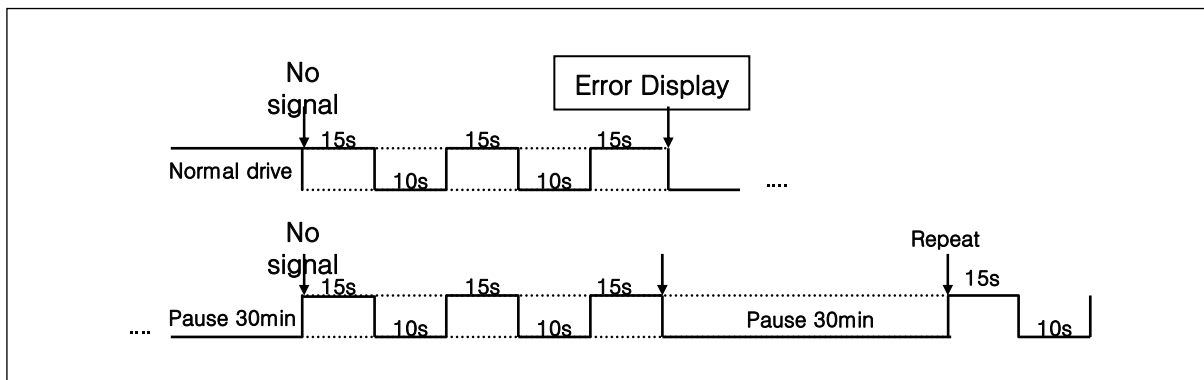 No
signal
Error Display
15s 15s 15s
Normal drive
10s 10s
....
No
signal
Repeat
15s 15s 15s 15s
.... Pause 30min
10s 10s
Pause 30min
10s